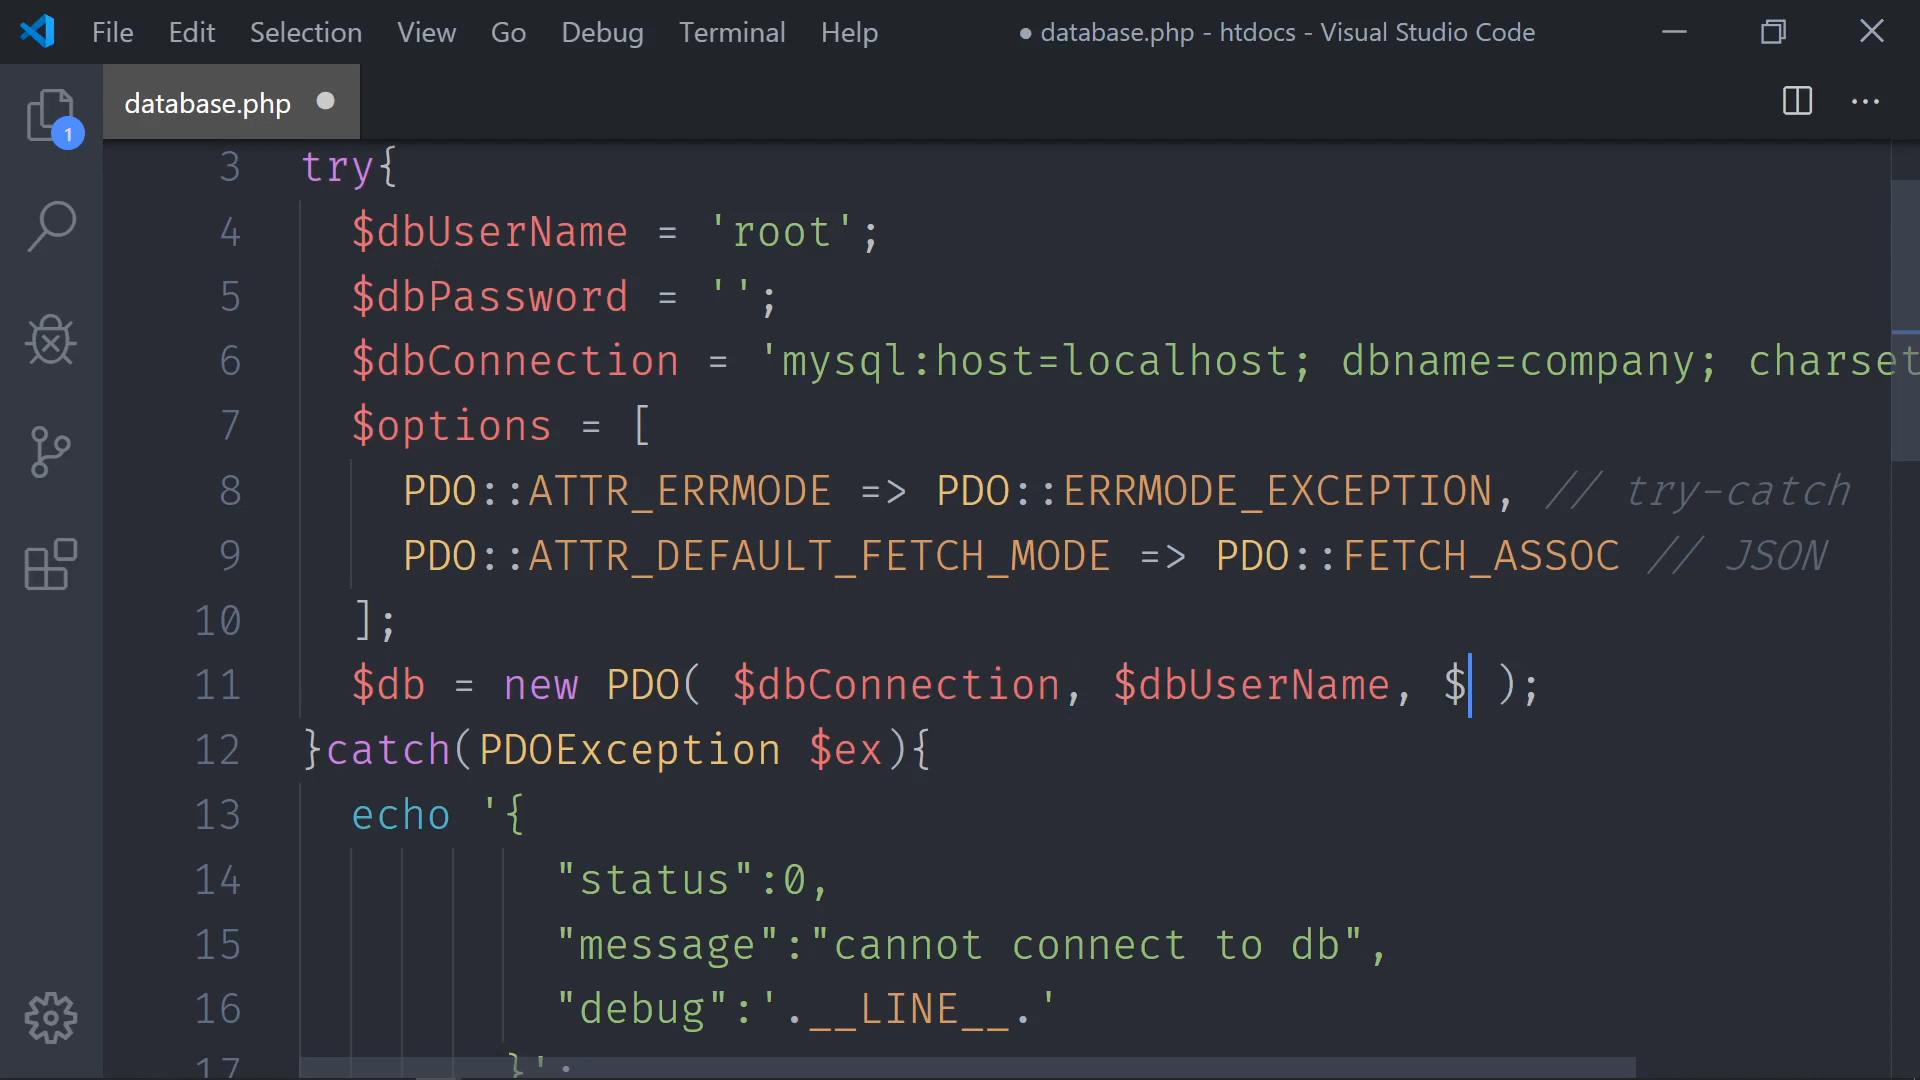 File Edit Selection View Go Debug Terminal Help ● database.php - htdocs - Visual Studio Code
database.php
1
3 try{
4 $dbUserName = 'root';
5 $dbPassword = '';
6 $dbConnection = 'mysql:host=localhost; dbname=company; charset
7 $options = [
8 PDO::ATTR_ERRMODE => PDO::ERRMODE_EXCEPTION, // try-catch
9 PDO::ATTR_DEFAULT_FETCH_MODE => PDO::FETCH_ASSOC // JSON
10 ];
11 $db = new PDO( $dbConnection, $dbUserName, $ );
12 }catch(PDOException $ex){
13 echo '{
14 "status":0,
15 "message":"cannot connect to db",
16 "debug":'.__LINE__.'
17 }';